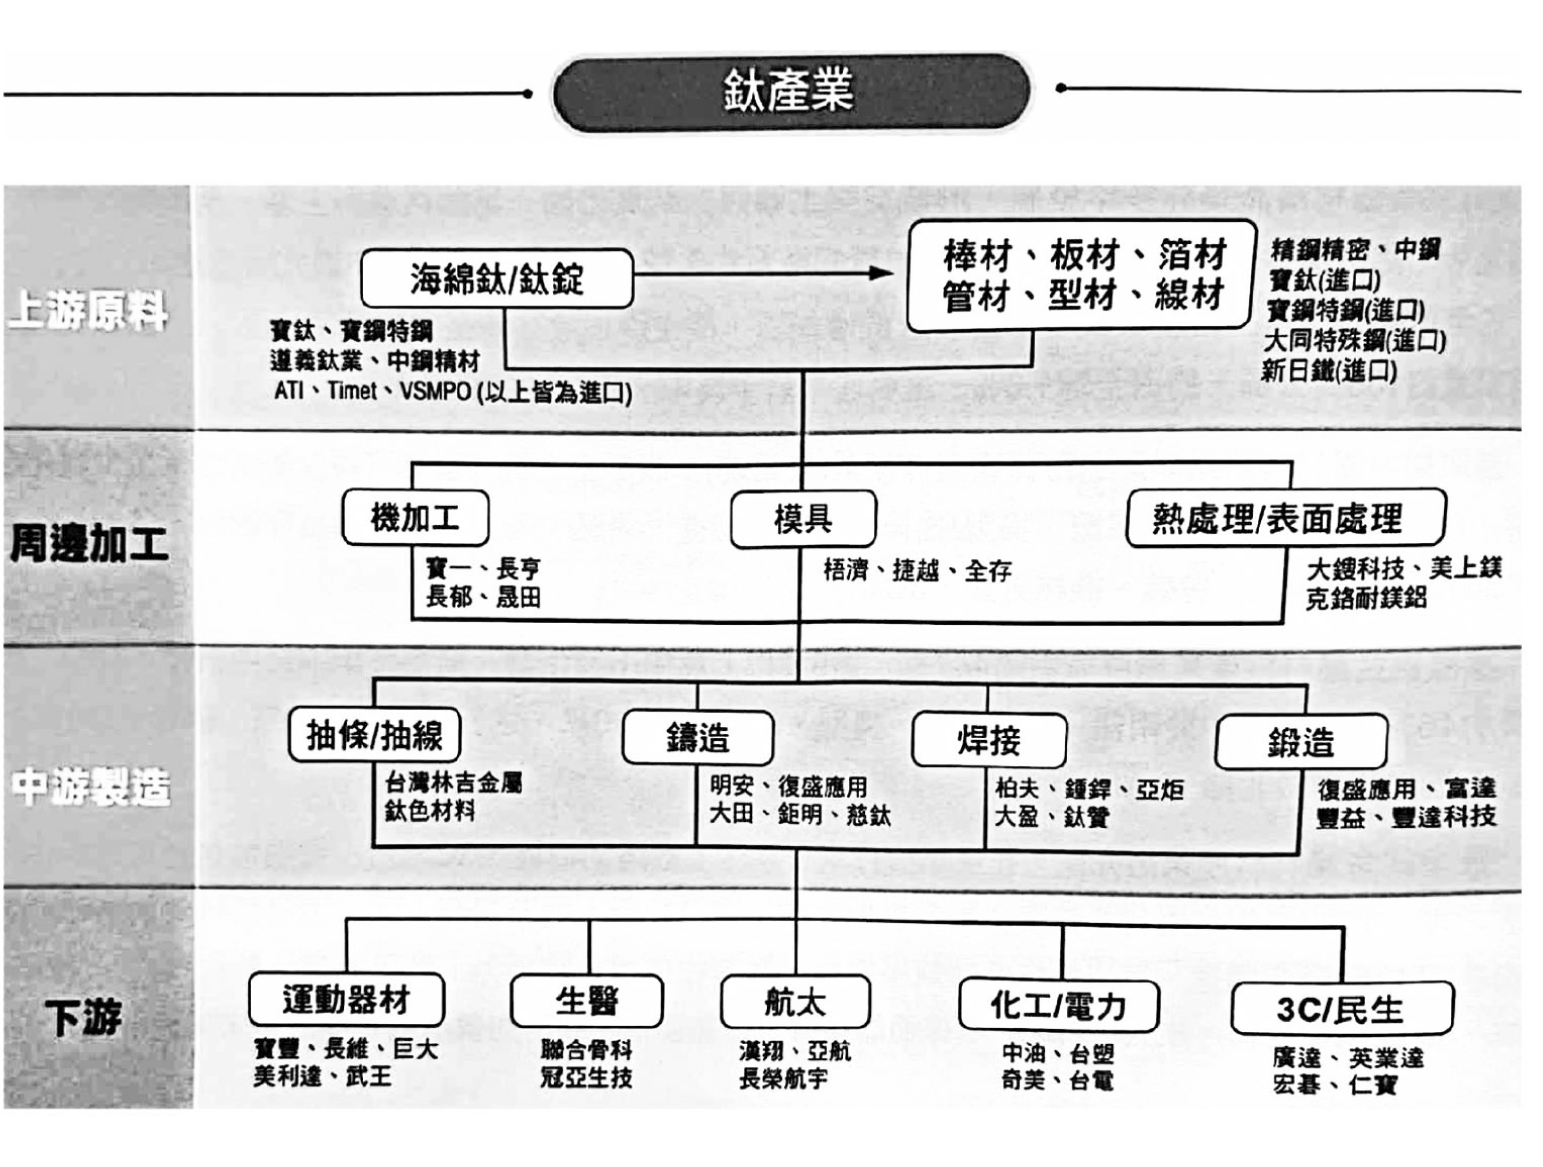 鈦產業
上游原料
海綿鈦/鈦錠
寶鈦、寶鋼特鋼
遵義鈦業、中鋼精材
ATI、Timet、VSMPO (以上皆為進口)
棒材、板材、箔材
管材、型材、線材
精鋼精密、中鋼
寶鈦(進口)
寶鋼特鋼(進口)
大同特殊鋼(進口)
新日鐵(進口)
周邊加工
機加工
寶一、長亨
長郁、晟田
模具
梧濟、捷越、全存
熱處理/表面處理
大鎪科技、美上鎂
克鉻耐鎂鋁
中游製造
抽條/抽線
台灣林吉金屬
鈦色材料
鑄造
明安、復盛應用
大田、鉅明、慈鈦
焊接
柏夫、鍾銲、亞炬
大盈、鈦贊
鍛造
復盛應用、富達
豐益、豐達科技
下游
運動器材
寶豐、長維、巨大
美利達、武王
生醫
聯合骨科
冠亞生技
航太
漢翔、亞航
長榮航宇
化工/電力
中油、台塑
奇美、台電
3C/民生
廣達、英業達
宏碁、仁寶